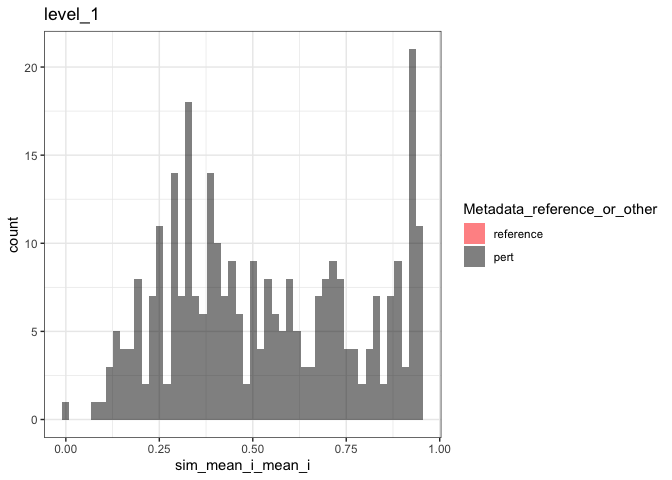 level_1
20
15
10
5
0
count
0.00 0.25 0.50 0.75 1.00
sim_mean_i_mean_i
Metadata_reference_or_other
reference
pert